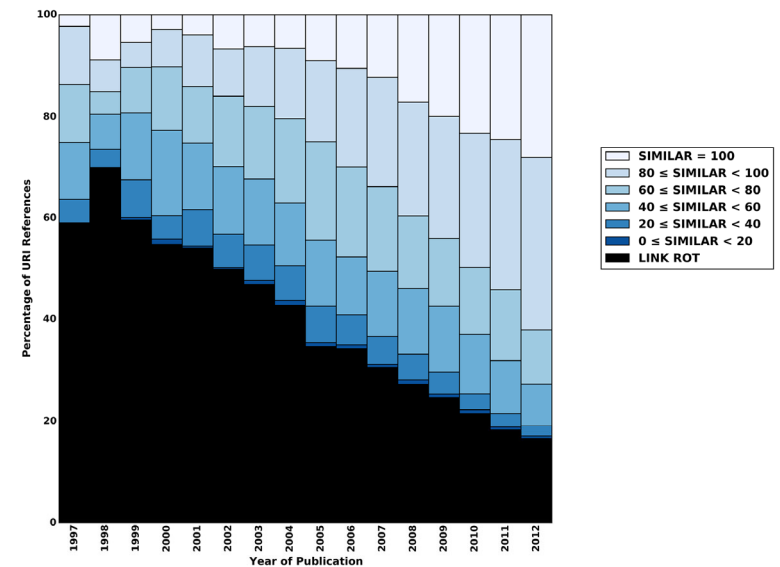 100
80
60
40
20
0
Percentage of URI References
1997
1998
1999
2000
2001
2002
2003
2004
2005
2006
2007
2008
2009
2010
2011
2012
Year of Publication
SIMILAR = 100
80 ≤ SIMILAR < 100
60 ≤ SIMILAR < 80
40 ≤ SIMILAR < 60
20 ≤ SIMILAR < 40
0 ≤ SIMILAR < 20
LINK ROT